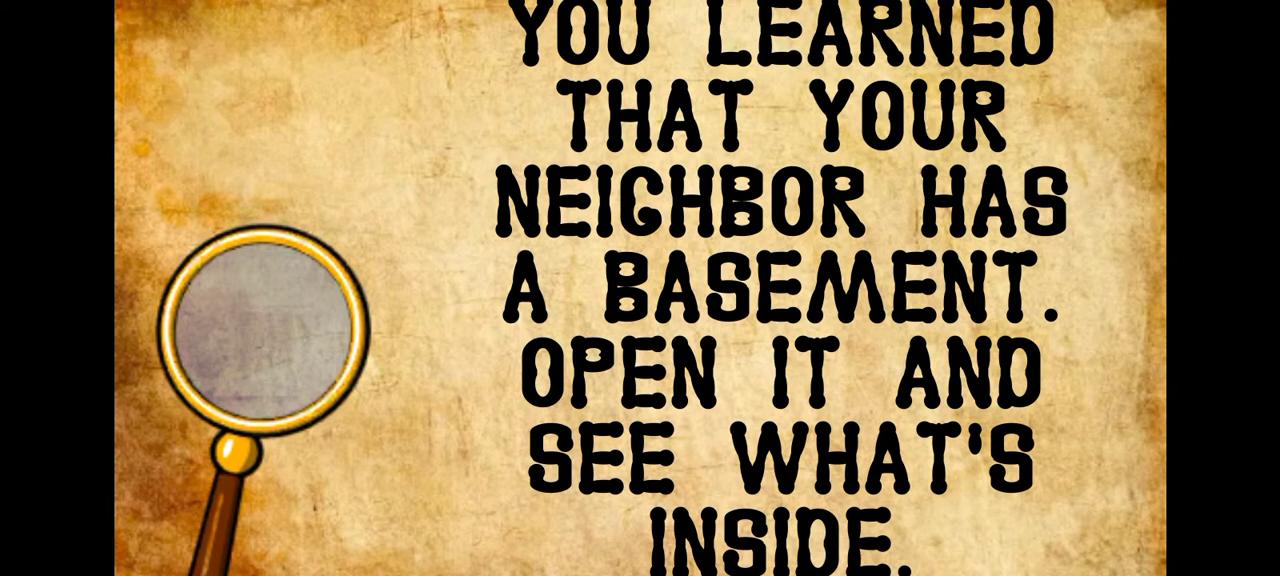 YOU LEARNED
THAT YOUR
NEIGHBOR HAS
A BASEMENT.
OPEN IT AND
SEE WHAT'S
INSIDE.